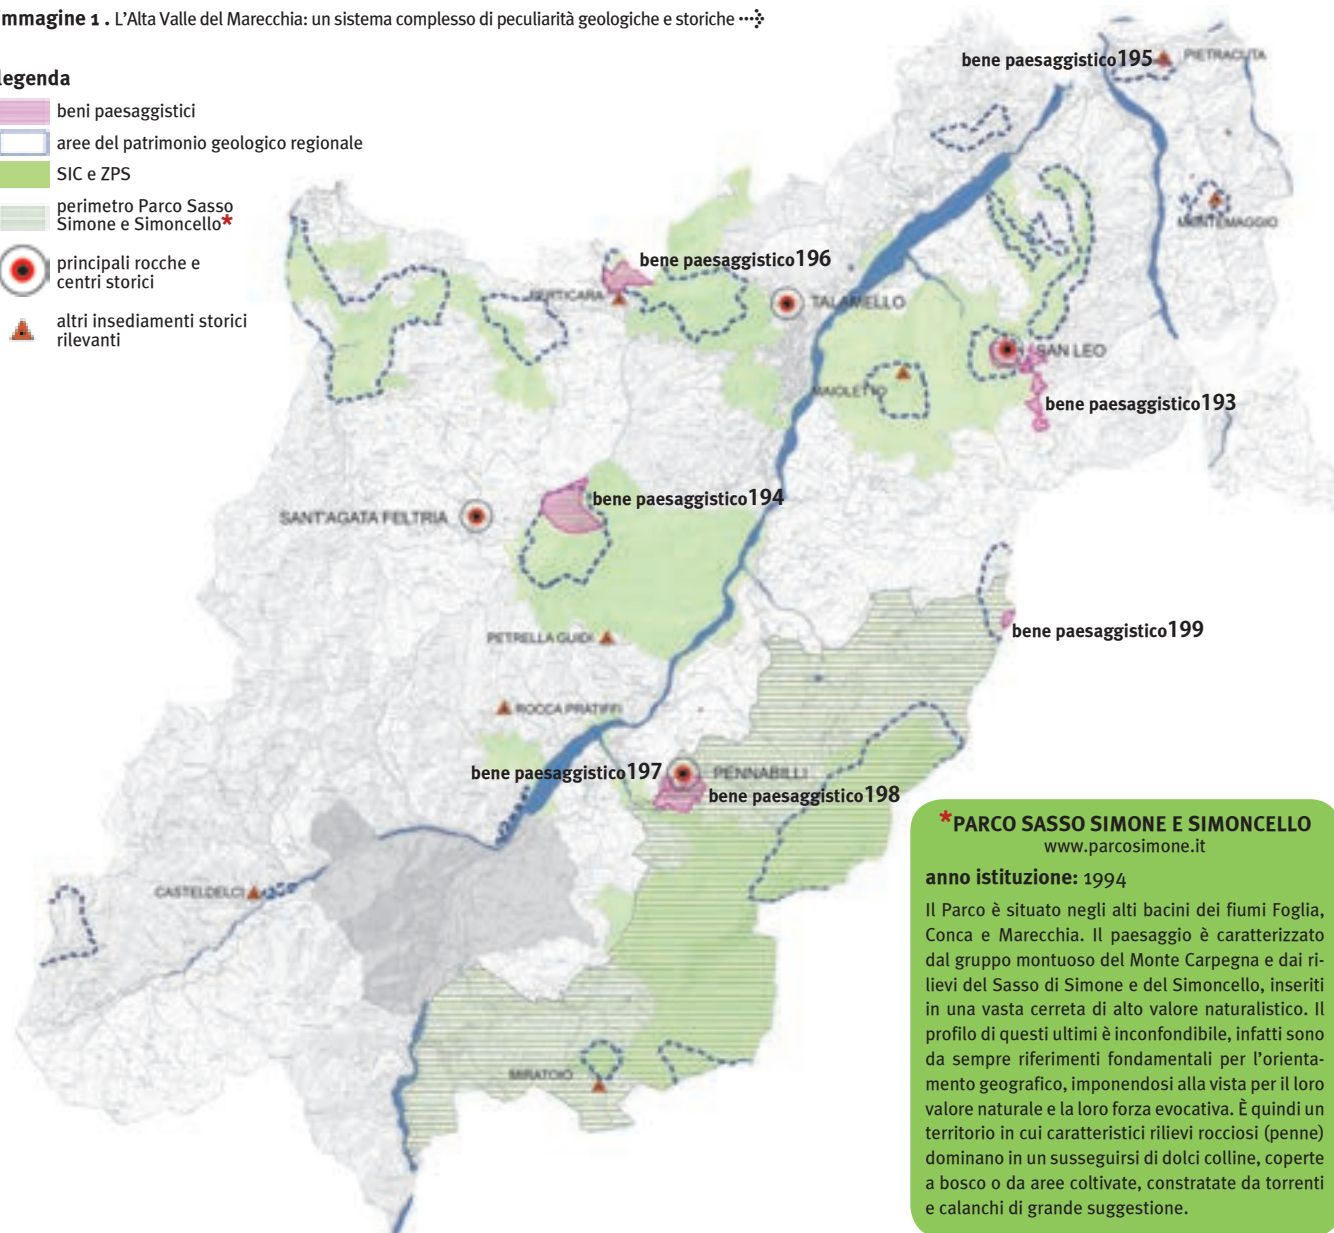 mmagine 1 . L'Alta Valle del Marecchia: un sistema complesso di peculiarità geologiche e storiche
legenda
beni paesaggistici
aree del patrimonio geologico regionale
SIC e ZPS
perimetro Parco Sasso
Simone e Simoncello*
principali rocche e
centri storici
altri insediamenti storici
rilevanti
bene paesaggistico195
PIETRACUTA
MONTEMAGGIO
bene paesaggistico196
PERTICARA
TALAMELLO
SAN LEO
MAIOLETTO
bene paesaggistico193
bene paesaggistico194
SANT'AGATA FELTRIA
bene paesaggistico199
PETRELLA GUIDI
ROCCA PRATIFFI
bene paesaggistico197
PENNABILLI
bene paesaggistico198
CASTELDELCI
MIRATOIO
*PARCO SASSO SIMONE E SIMONCELLO
www.parcosimone.it
anno istituzione: 1994
Il Parco è situato negli alti bacini dei fiumi Foglia,
Conca e Marecchia. Il paesaggio è caratterizzato
dal gruppo montuoso del Monte Carpegna e dai ri-
lievi del Sasso di Simone e del Simoncello, inseriti
in una vasta cerreta di alto valore naturalistico. Il
profilo di questi ultimi è inconfondibile, infatti sono
da sempre riferimenti fondamentali per l'orienta-
mento geografico, imponendosi alla vista per il loro
valore naturale e la loro forza evocativa. È quindi un
territorio in cui caratteristici rilievi rocciosi (penne)
dominano in un susseguirsi di dolci colline, coperte
a bosco o da aree coltivate, constratate da torrenti
e calanchi di grande suggestione.